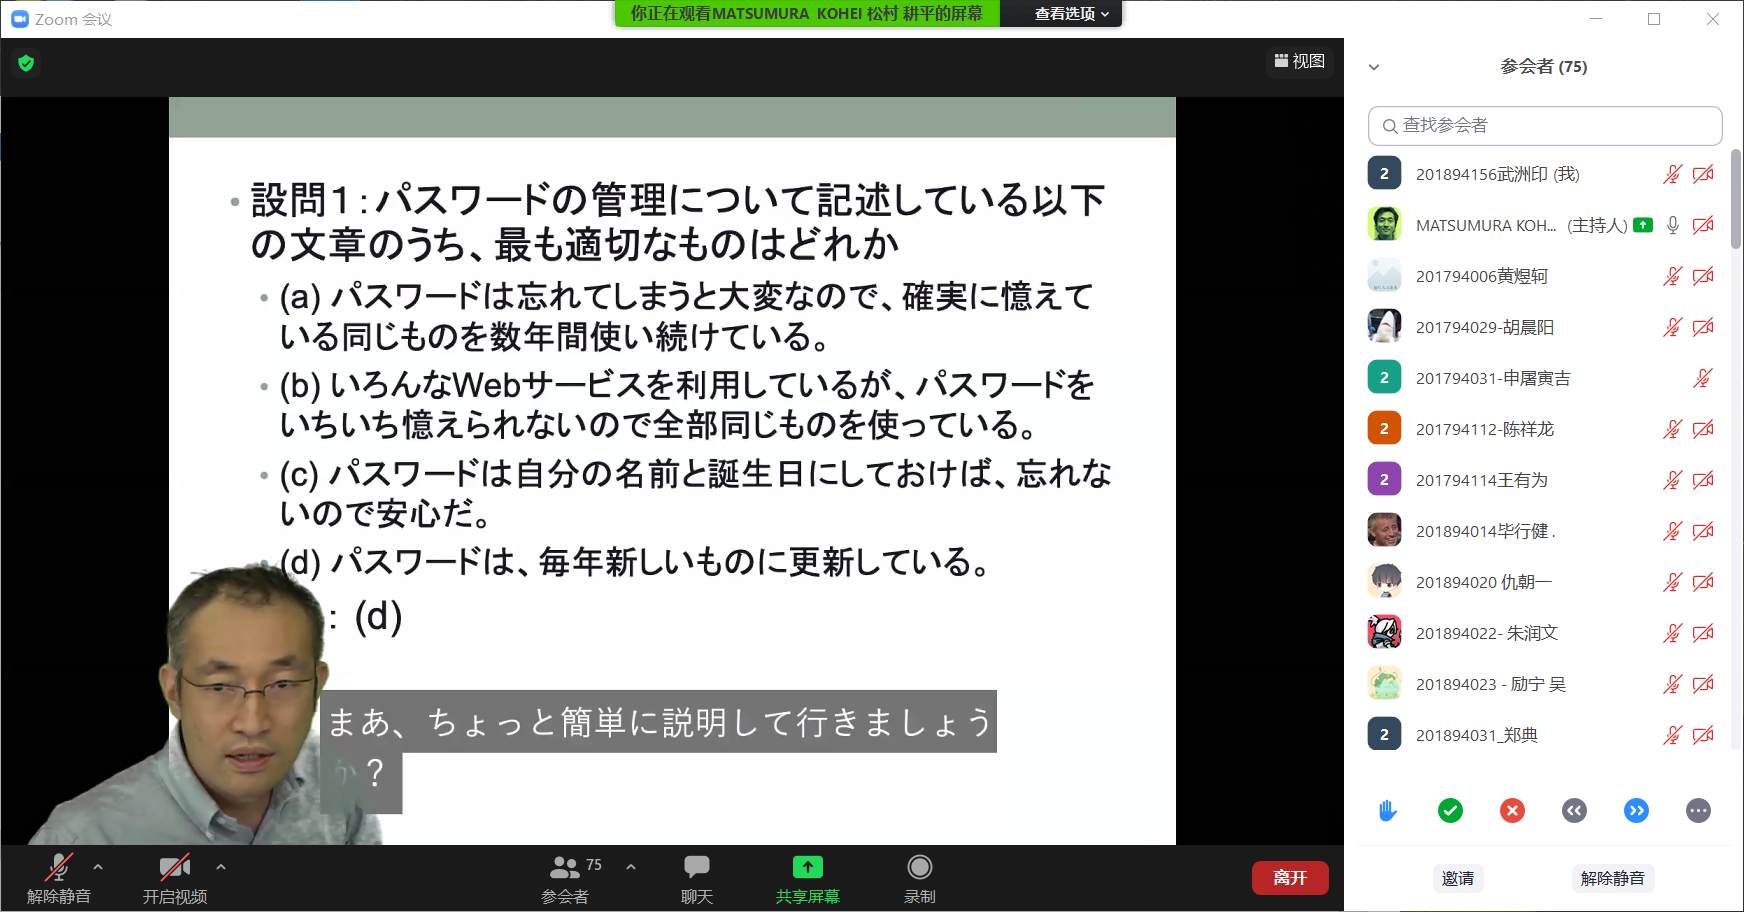 Zoom 会议
你正在观看MATSUMURA KOHEI 松村 耕平的屏幕
查看选项
视图
・設問１：パスワードの管理について記述している以下
の文章のうち、最も適切なものはどれか
・(a) パスワードは忘れてしまうと大変なので、確実に憶えて
いる同じものを数年間使い続けている。
・(b) いろんなWebサービスを利用しているが、パスワードを
いちいち憶えられないので全部同じものを使っている。
・(c) パスワードは自分の名前と誕生日にしておけば、忘れな
いので安心だ。
(d) パスワードは、毎年新しいものに更新している。
：(d)
まあ、ちょっと簡単に説明して行きましょう
か？
解除静音
开启视频
75
参会者
聊天
共享屏幕
录制
离开
参会者 (75)
查找参会者
2 201894156武洲印 (我)
MATSUMURA KOH... (主持人)
201794006黄煜轲
201794029-胡晨阳
2 201794031-申屠寅吉
2 201794112-陈祥龙
2 201794114王有为
201894014毕行健 .
201894020 仇朝一
201894022- 朱润文
201894023 - 励宁 吴
2 201894031_郑典
邀请
解除静音